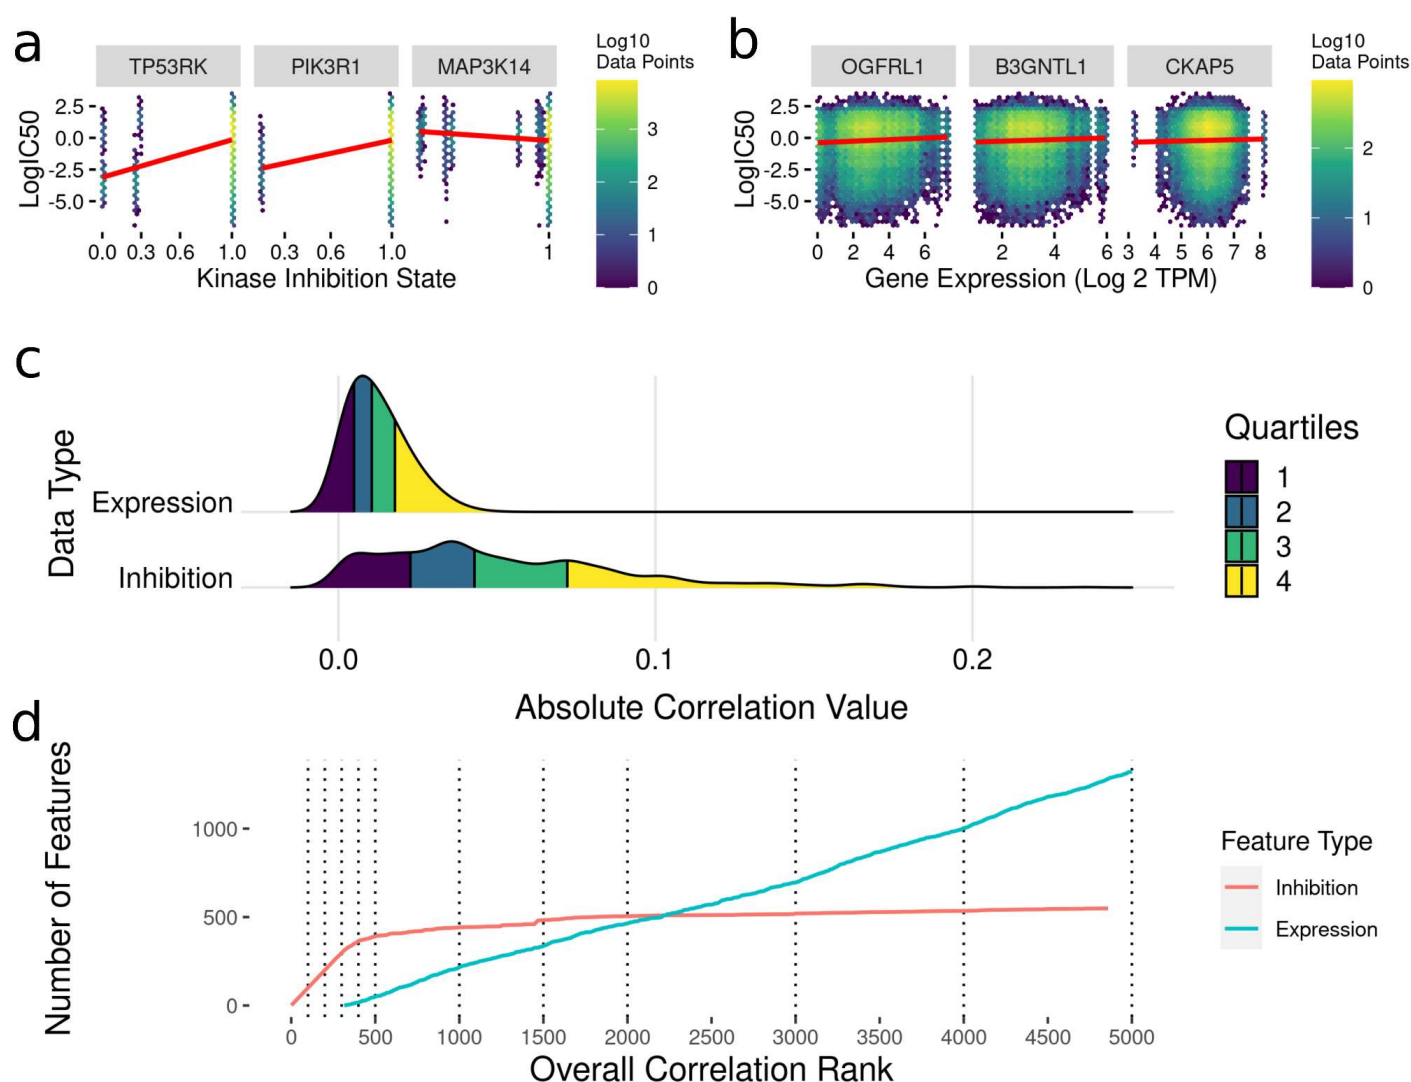 a
TP53RK
PIK3R1
MAP3K14
Log10
Data Points
LogIC50
2.5
0.0
-2.5
-5.0
0.0 0.3 0.6 1.0
0.3 0.6 1.0
1
Kinase Inhibition State
3
2
1
0
b
OGFRL1
B3GNTL1
CKAP5
Log10
Data Points
LogIC50
2.5
0.0
-2.5
-5.0
0 2 4 6
2 4 6
3 4 5 6 7 8
Gene Expression (Log 2 TPM)
2
1
0
c
Data Type
Expression
Inhibition
0.0 0.1 0.2
Absolute Correlation Value
Quartiles
1
2
3
4
d
Number of Features
1000
500
0
0 500 1000 1500 2000 2500 3000 3500 4000 4500 5000
Overall Correlation Rank
Feature Type
Inhibition
Expression